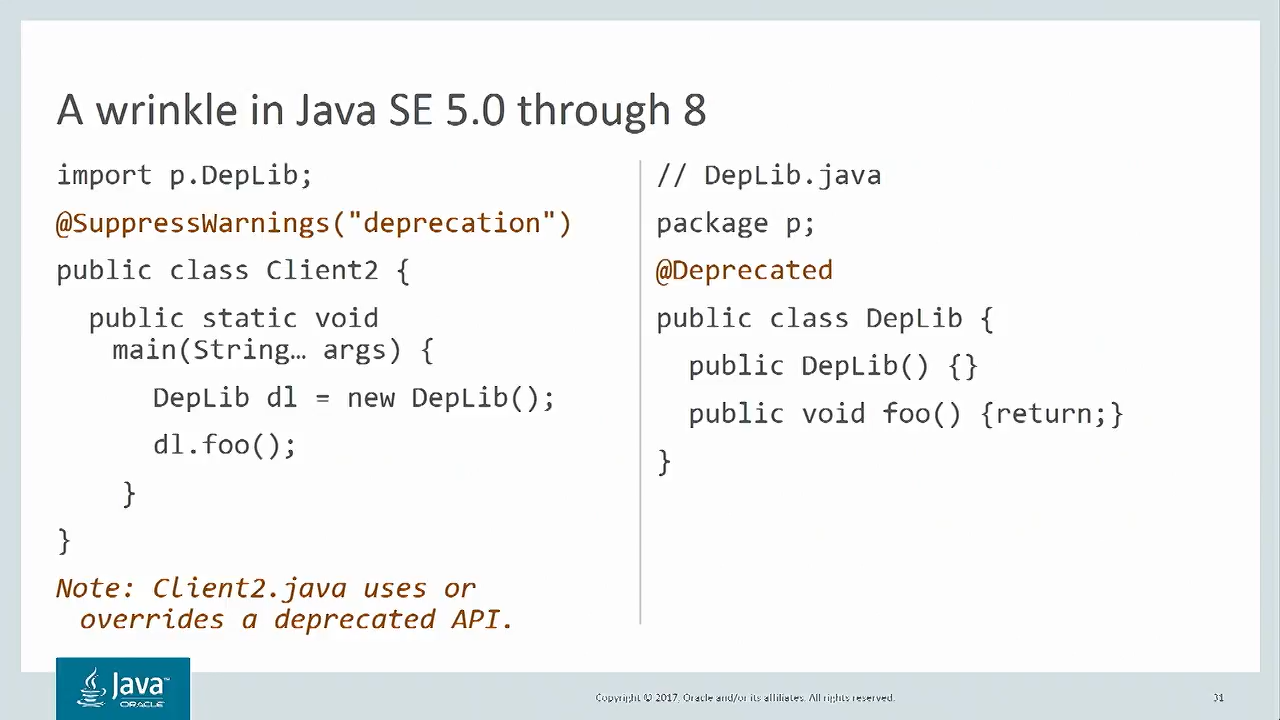 A wrinkle in Java SE 5.0 through 8
import p.DepLib;
@SuppressWarnings("deprecation")
public class Client2 {
public static void
main(String… args) {
DepLib dl = new DepLib();
dl.foo();
}
}
Note: Client2.java uses or
overrides a deprecated API.
// DepLib.java
package p;
@Deprecated
public class DepLib {
public DepLib() {}
public void foo() {return;}
}
Java™
ORACLE
Copyright © 2017, Oracle and/or its affiliates. All rights reserved.
31